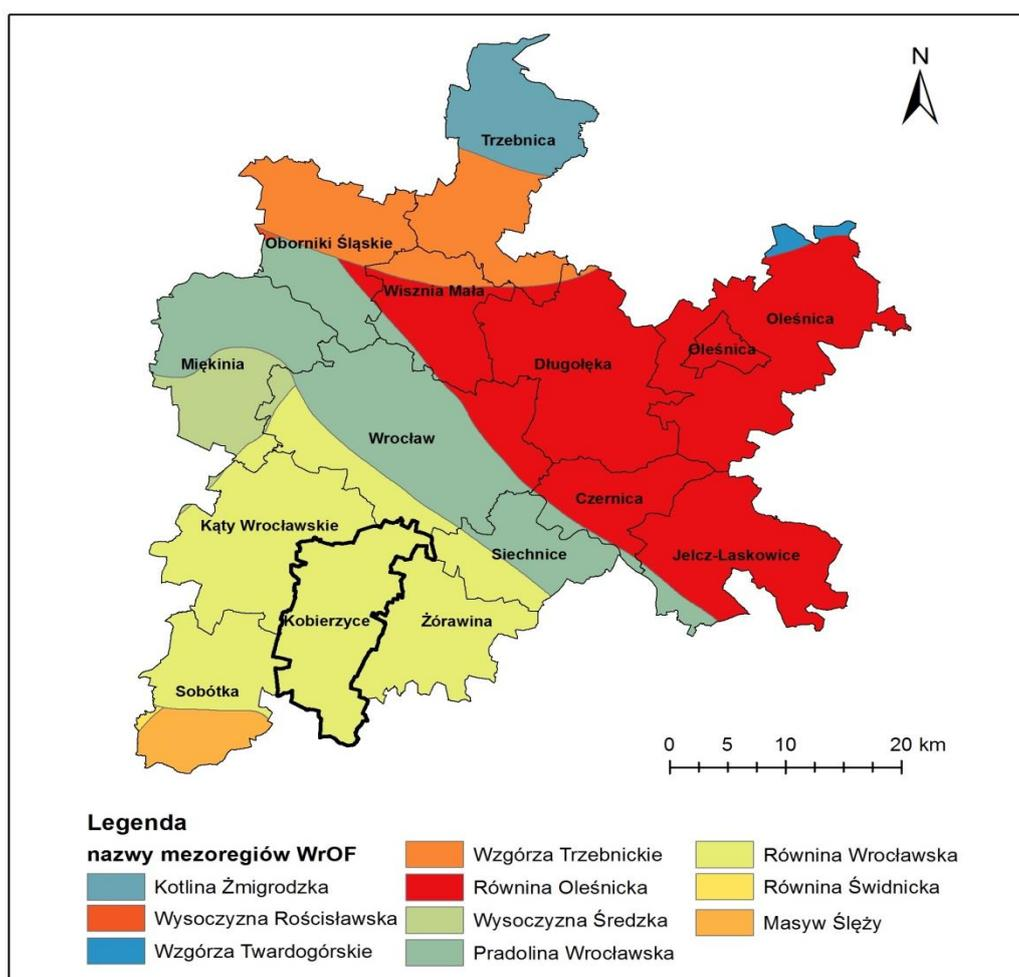 N
Trzebnica
Oborniki Śląskie
Wisznia Mała
Oleśnica
Oleśnica
Długołęka
Miękinia
Wrocław
Czernica
Kąty Wrocławskie
Siechnice
Jelcz-Laskowice
Kobierzyce
Żórawina
Sobótka
0 5 10 20 km
Legenda
nazwy mezoregiów WrOF
Kotlina Żmigrodzka
Wysoczyzna Rościsławska
Wzgórza Twardogórskie
Wzgórza Trzebnickie
Równina Oleśnicka
Wysoczyzna Średzka
Pradolina Wrocławska
Równina Wrocławska
Równina Świdnicka
Masyw Ślęży